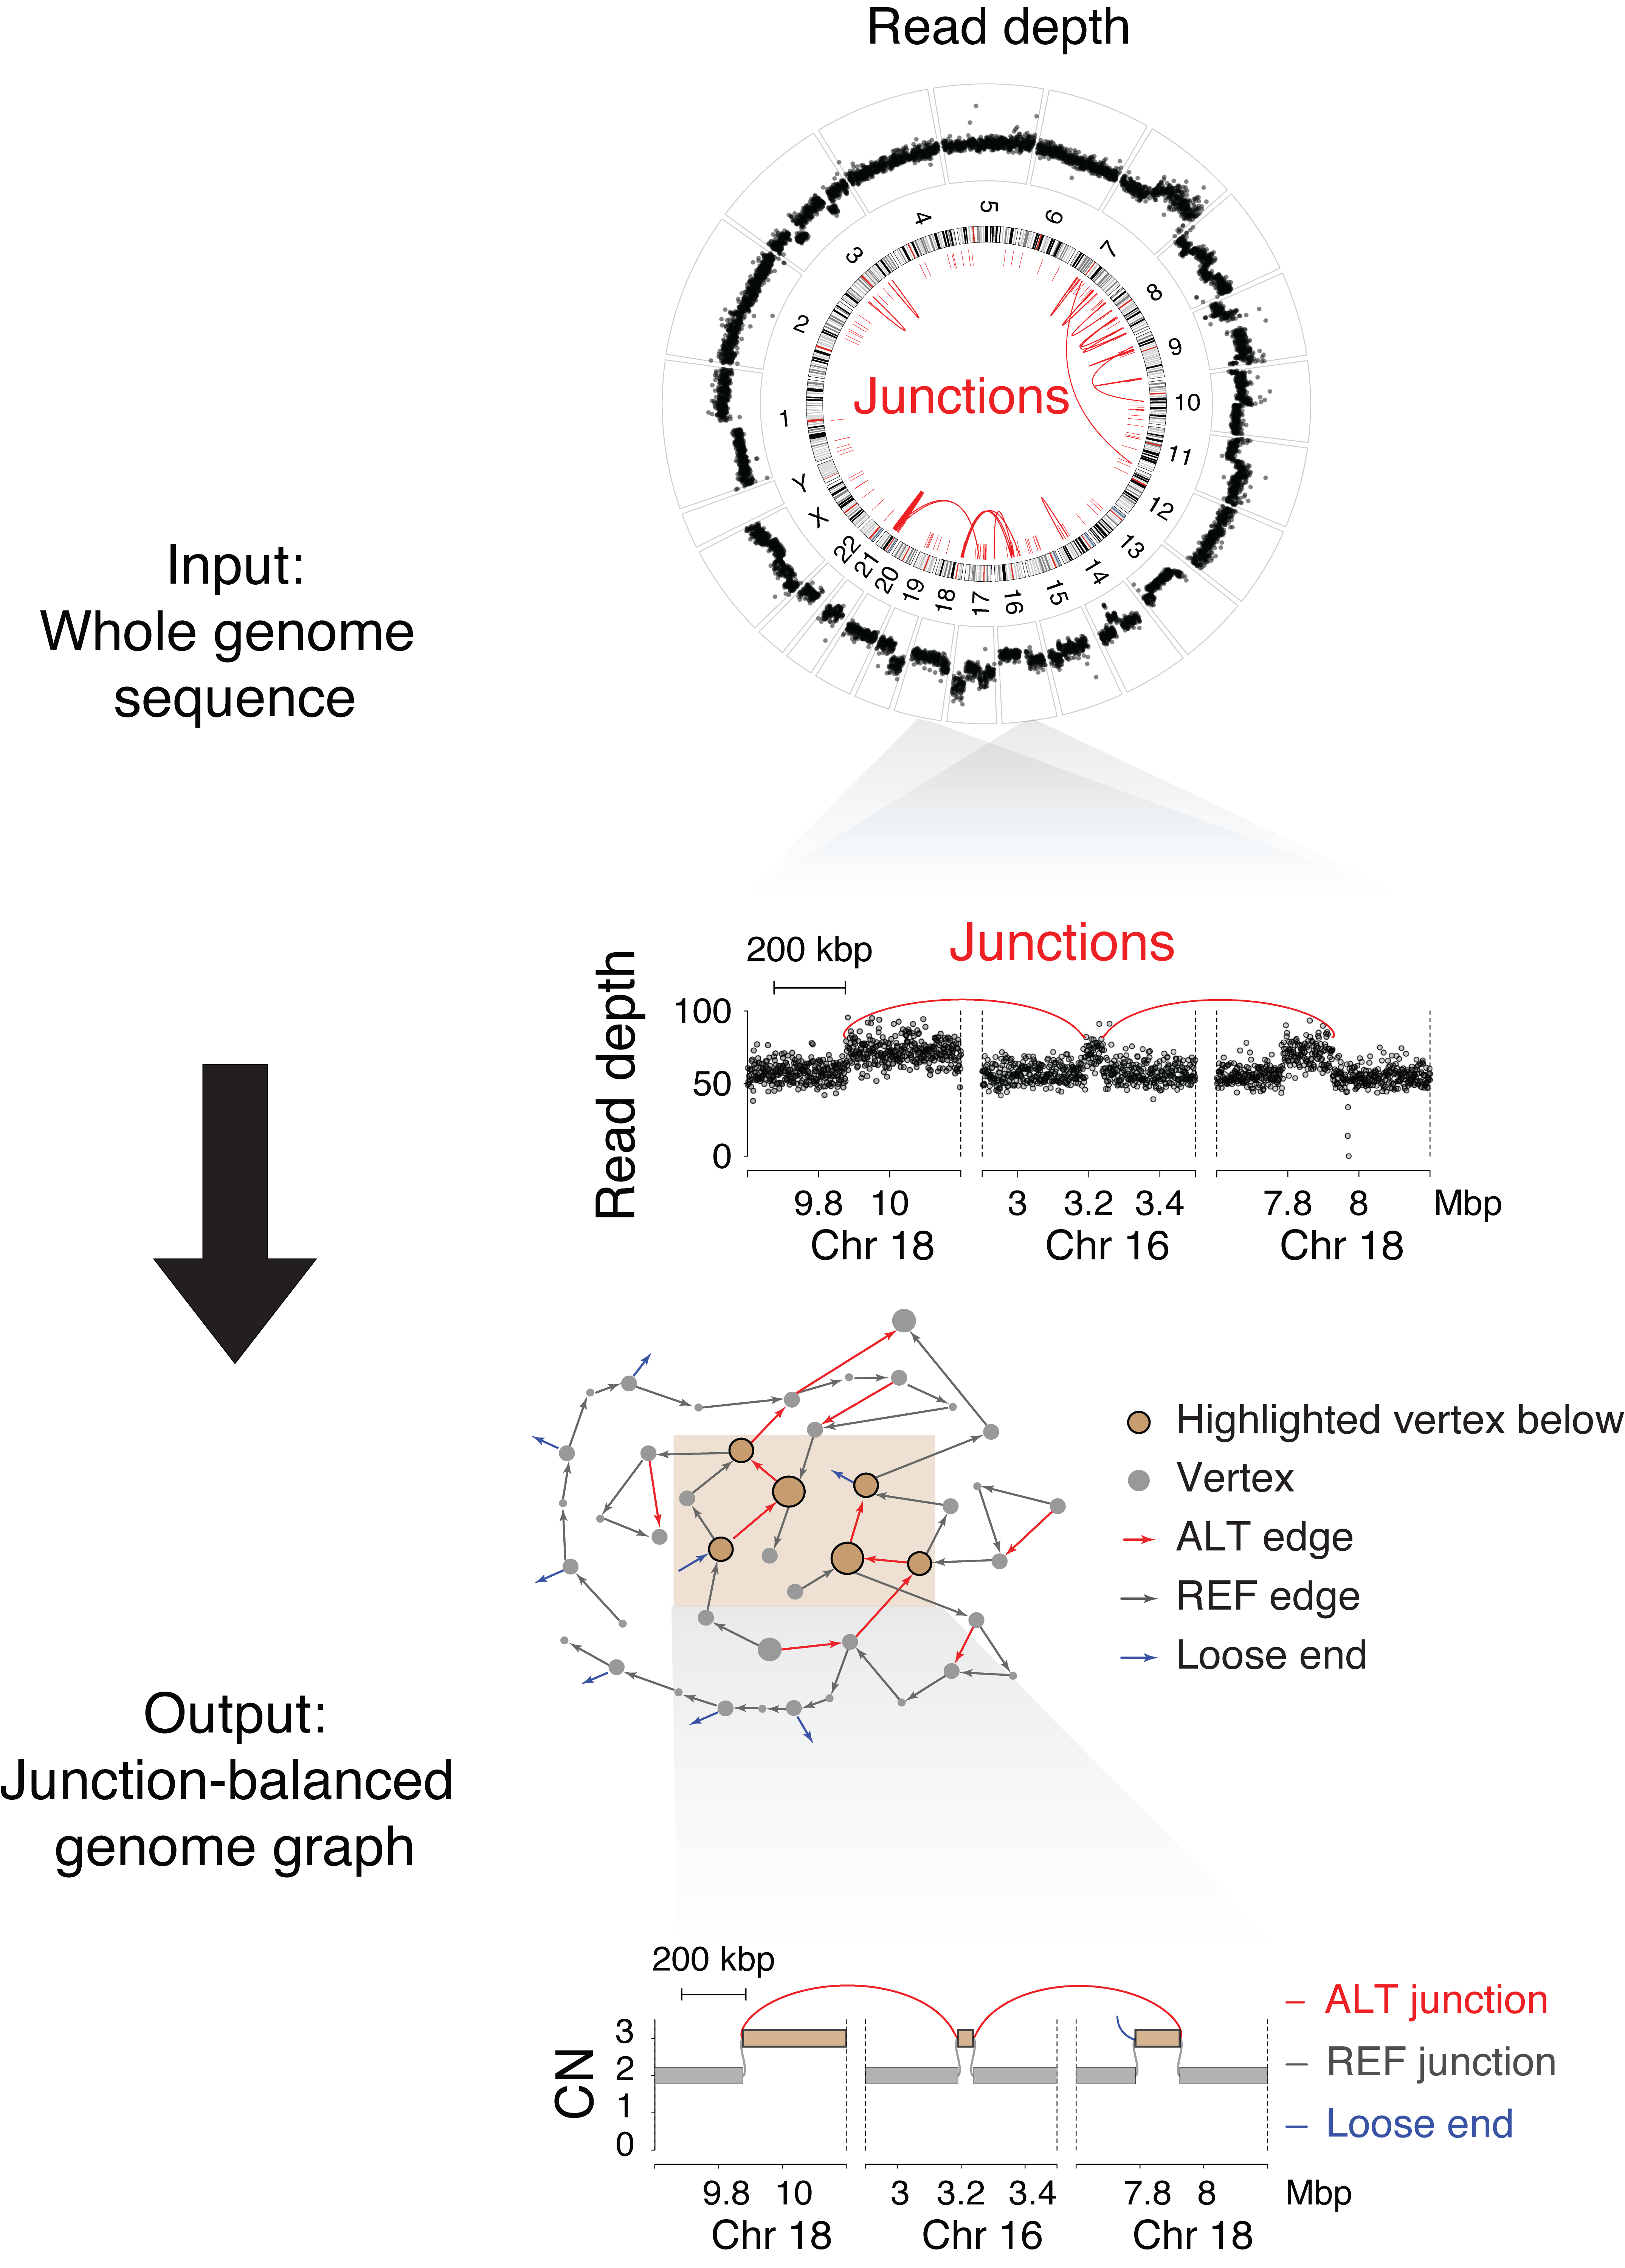 Read depth
5
6
7
8
9
10
11
12
13
14
15
16
17
18
19
20
21
22
X
Y
1
2
3
4
Junctions
Input:
Whole genome
sequence
200 kbp
Junctions
Read depth
100
50
0
9.8 10
3 3.2 3.4
7.8 8
Mbp
Chr 18
Chr 16
Chr 18
Highlighted vertex below
Vertex
ALT edge
REF edge
Loose end
Output:
Junction-balanced
genome graph
200 kbp
CN
3
2
1
0
ALT junction
REF junction
Loose end
9.8 10
3 3.2 3.4
7.8 8
Mbp
Chr 18
Chr 16
Chr 18